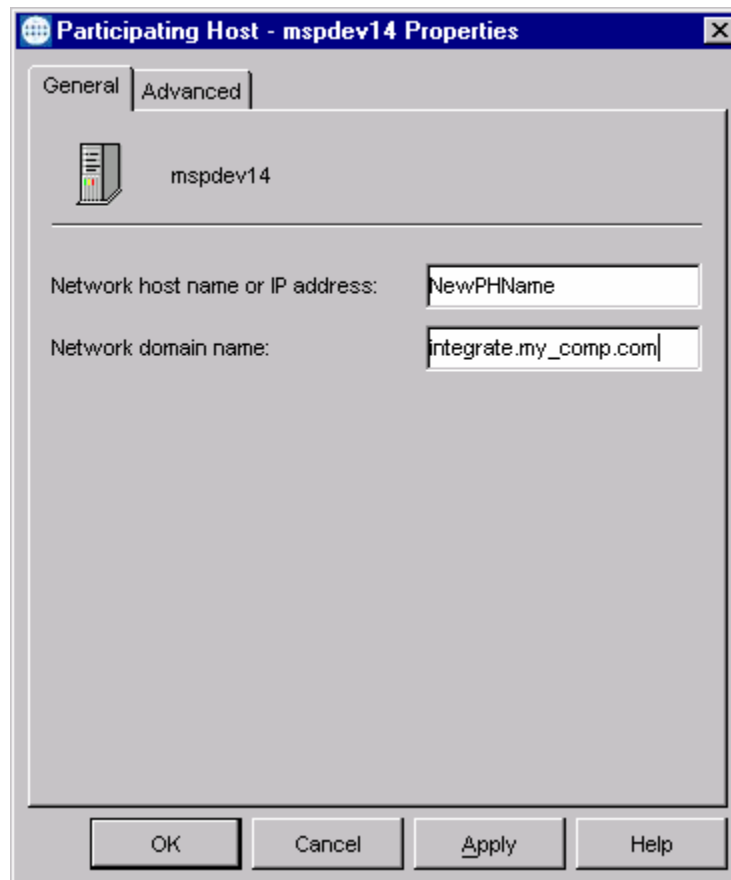 Participating Host - mspdev14 Properties
General Advanced
mspdev14
Network host name or IP address: NewPHName
Network domain name: integrate.my_comp.com
OK Cancel Apply Help